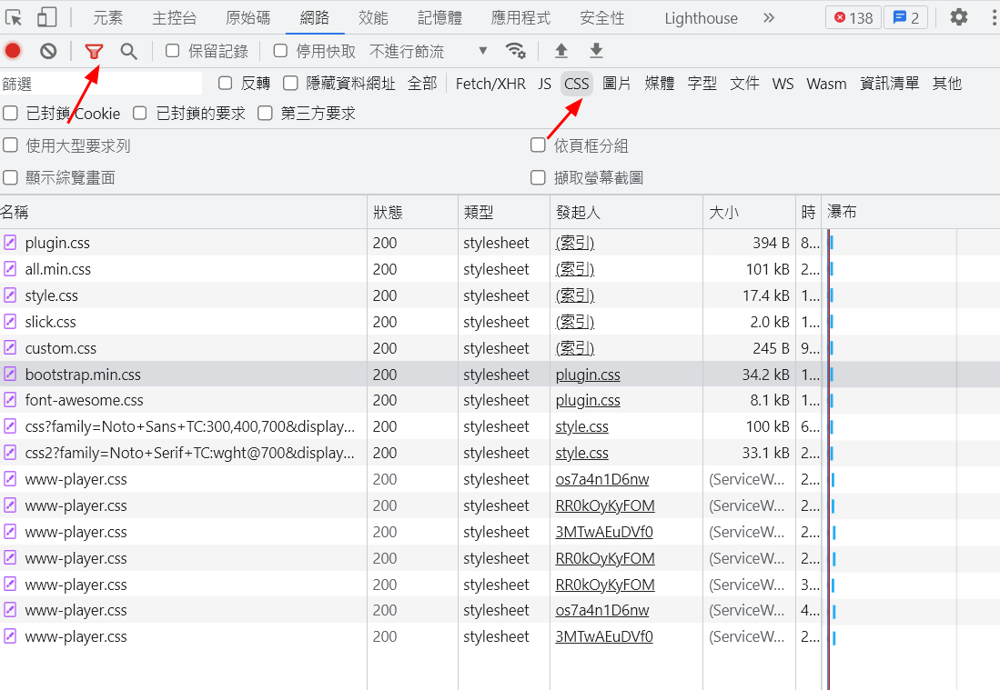 元素 主控台 原始碼 網路 效能 記憶體 應用程式 安全性 Lighthouse » 138 2
保留記錄 停用快取 不進行節流
篩選 反轉 隱藏資料網址 全部 Fetch/XHR JS CSS 圖片 媒體 字型 文件 WS Wasm 資訊清單 其他
已封鎖 Cookie 已封鎖的要求 第三方要求
使用大型要求列 依頁框分組
顯示綜覽畫面 擷取螢幕截圖
名稱 狀態 類型 發起人 大小 時 瀑布
plugin.css 200 stylesheet (索引) 394 B 8...
all.min.css 200 stylesheet (索引) 101 kB 2...
style.css 200 stylesheet (索引) 17.4 kB 1...
slick.css 200 stylesheet (索引) 2.0 kB 1...
custom.css 200 stylesheet (索引) 245 B 9...
bootstrap.min.css 200 stylesheet plugin.css 34.2 kB 1...
font-awesome.css 200 stylesheet plugin.css 8.1 kB 1...
css?family=Noto+Sans+TC:300,400,700&display... 200 stylesheet style.css 100 kB 6...
css2?family=Noto+Serif+TC:wght@700&display... 200 stylesheet style.css 33.1 kB 2...
www-player.css 200 stylesheet os7a4n1D6nw (ServiceW... 2...
www-player.css 200 stylesheet RR0kOyKyFOM (ServiceW... 2...
www-player.css 200 stylesheet 3MTwAEuDVf0 (ServiceW... 2...
www-player.css 200 stylesheet RR0kOyKyFOM (ServiceW... 2...
www-player.css 200 stylesheet RR0kOyKyFOM (ServiceW... 3...
www-player.css 200 stylesheet os7a4n1D6nw (ServiceW... 4...
www-player.css 200 stylesheet 3MTwAEuDVf0 (ServiceW... 2...